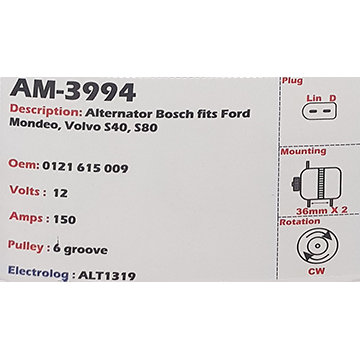 AM-3994
Description: Alternator Bosch fits Ford
Mondeo, Volvo S40, S80
Oem: 0121 615 009
Volts : 12
Amps : 150
Pulley : 6 groove
Electrolog : ALT1319
Plug
Lin D
Mounting
36mm X 2
Rotation
CW